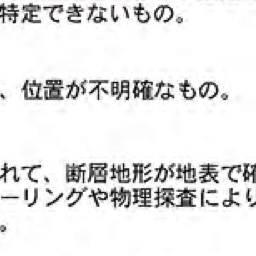 特定できないもの。
、位置が不明確なもの。
れて、断層地形が地表で確
ーリングや物理探査により
。